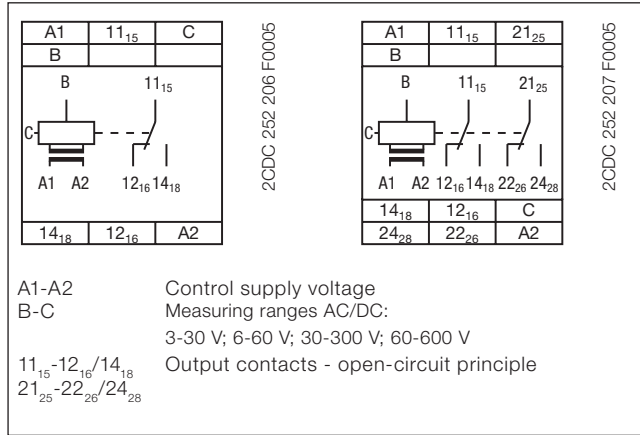 A1 11₁₅ C
B
B 11₁₅
C
A1 A2 12₁₆ 14₁₈
14₁₈ 12₁₆ A2
2CDC 252 206 F0005
A1 11₁₅ 21₂₅
B
B 11₁₅ 21₂₅
C
A1 A2 12₁₆ 14₁₈ 22₂₆ 24₂₈
14₁₈ 12₁₆ C
24₂₈ 22₂₆ A2
2CDC 252 207 F0005
A1-A2 Control supply voltage
B-C Measuring ranges AC/DC:
3-30 V; 6-60 V; 30-300 V; 60-600 V
11₁₅-12₁₆/14₁₈ Output contacts - open-circuit principle
21₂₅-22₂₆/24₂₈